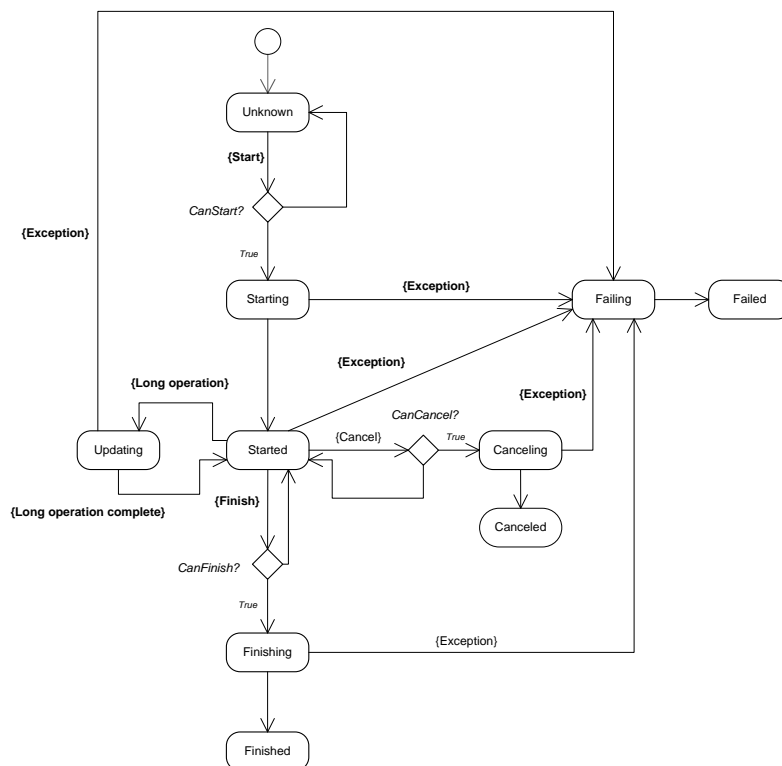 Unknown
{Start}
CanStart?
{Exception}
True
Starting
{Exception}
Failing
Failed
{Exception}
{Long operation}
{Exception}
CanCancel?
Updating
Started
{Cancel}
True
Canceling
{Long operation complete}
{Finish}
Canceled
CanFinish?
True
Finishing
{Exception}
Finished